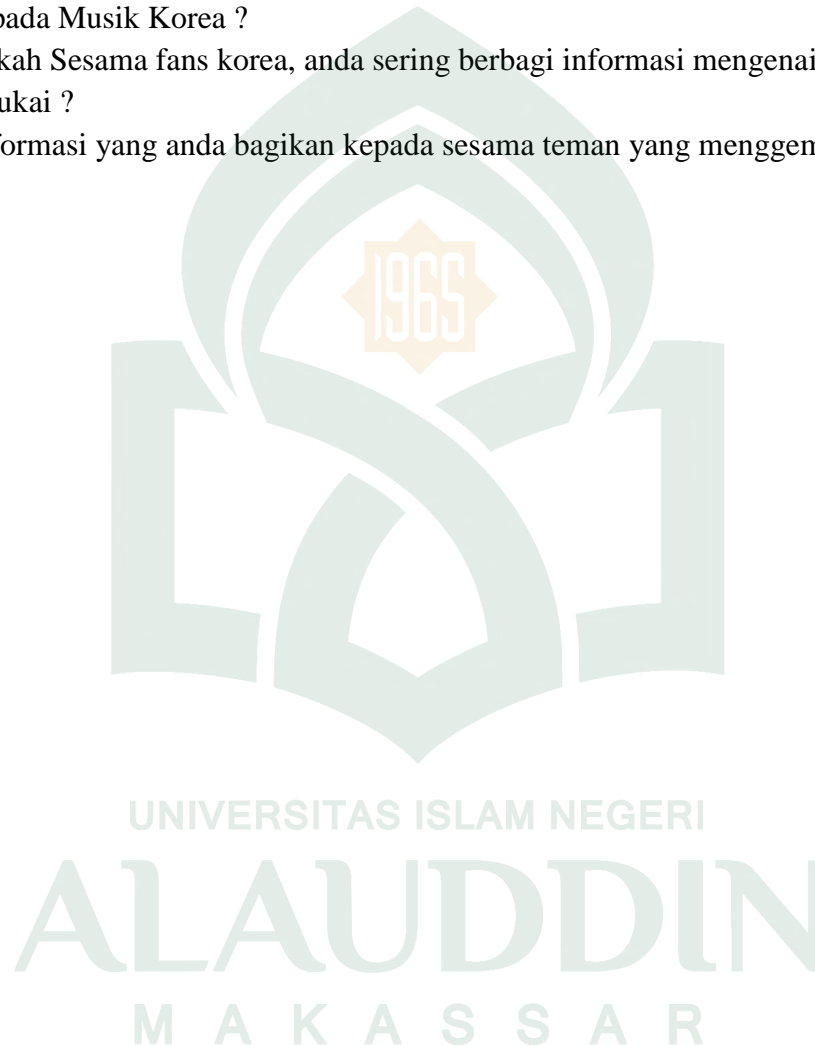 pada Musik Korea ?
kah Sesama fans korea, anda sering berbagi informasi mengenai
ukai ?
formasi yang anda bagikan kepada sesama teman yang menggem
1965
UNIVERSITAS ISLAM NEGERI
ALAUDDIN
MAKASSAR